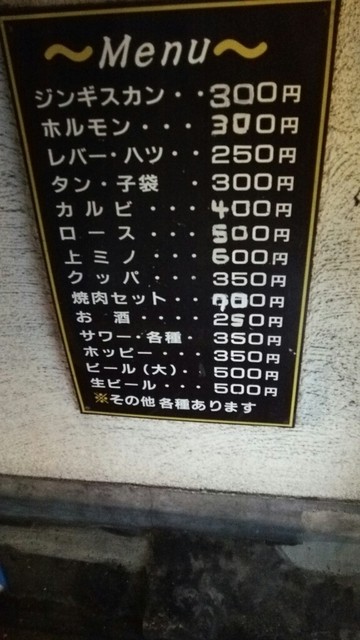 ～Menu～
ジンギスカン・・300円
ホルモン・・・300円
レバー・ハツ・・250円
タン・子袋 ・300円
カルビ・・・400円
ロース・・・500円
上ミノ・・・600円
クッパ・・・350円
焼肉セット・・
お酒・・・・250円
サワー・各種・350円
ホッピー・・・350円
ビール(大)・・500円
生ビール・・・500円
※その他各種あります